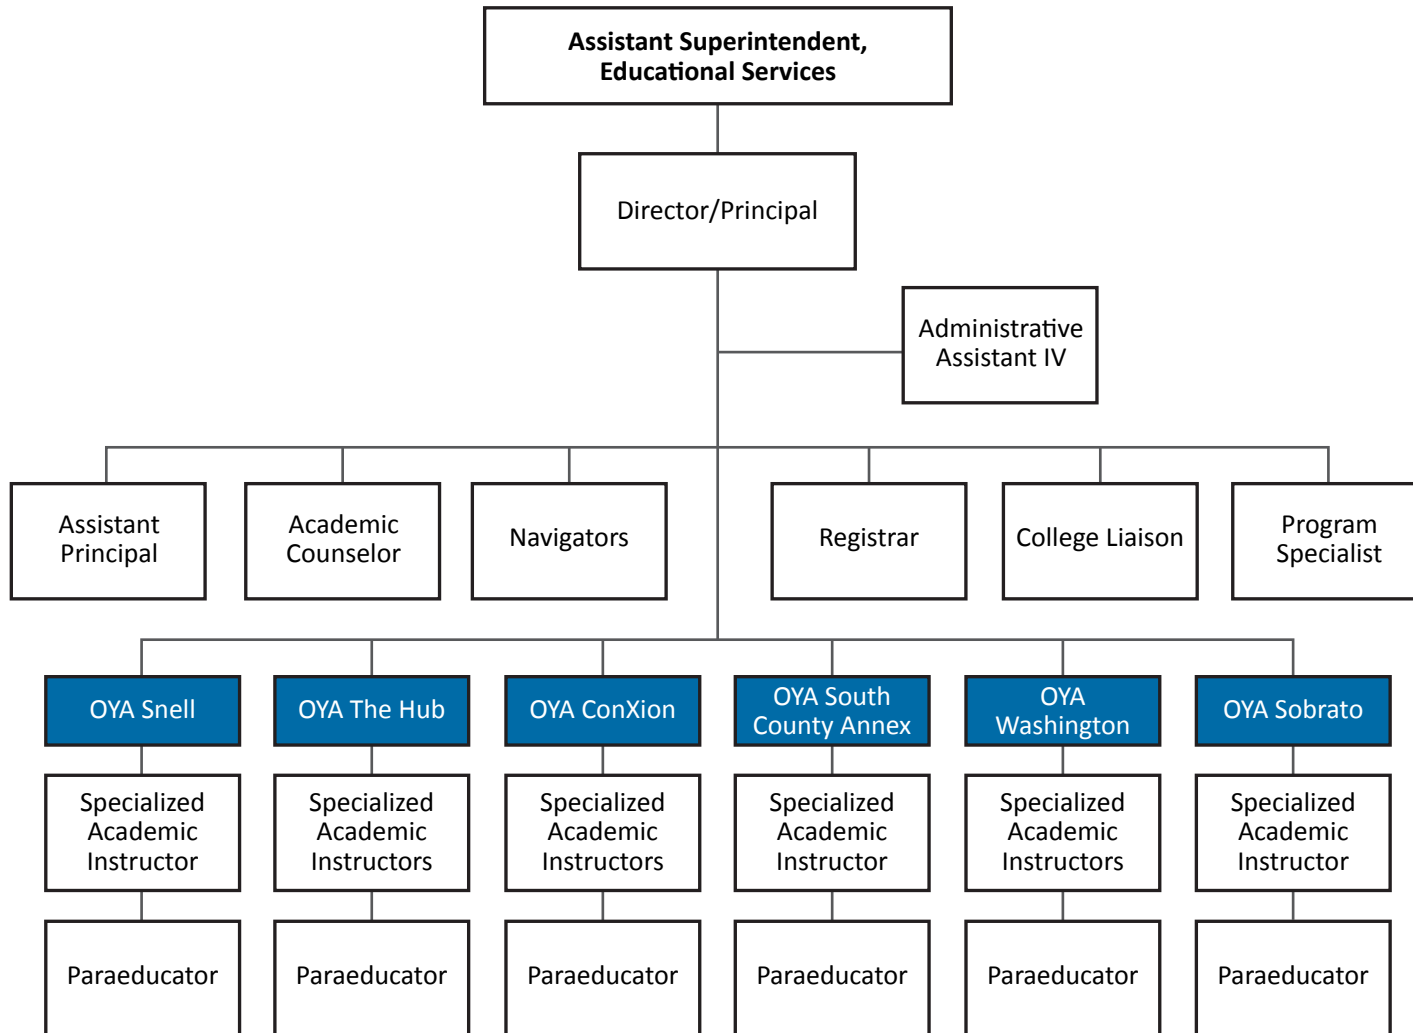 Assistant Superintendent,
Educational Services
Director/Principal
Administrative
Assistant IV
Assistant
Principal
Academic
Counselor
Navigators
Registrar
College Liaison
Program
Specialist
OYA Snell
OYA The Hub
OYA ConXion
OYA South
County Annex
OYA
Washington
OYA Sobrato
Specialized
Academic
Instructor
Specialized
Academic
Instructors
Specialized
Academic
Instructors
Specialized
Academic
Instructor
Specialized
Academic
Instructors
Specialized
Academic
Instructor
Paraeducator
Paraeducator
Paraeducator
Paraeducator
Paraeducator
Paraeducator